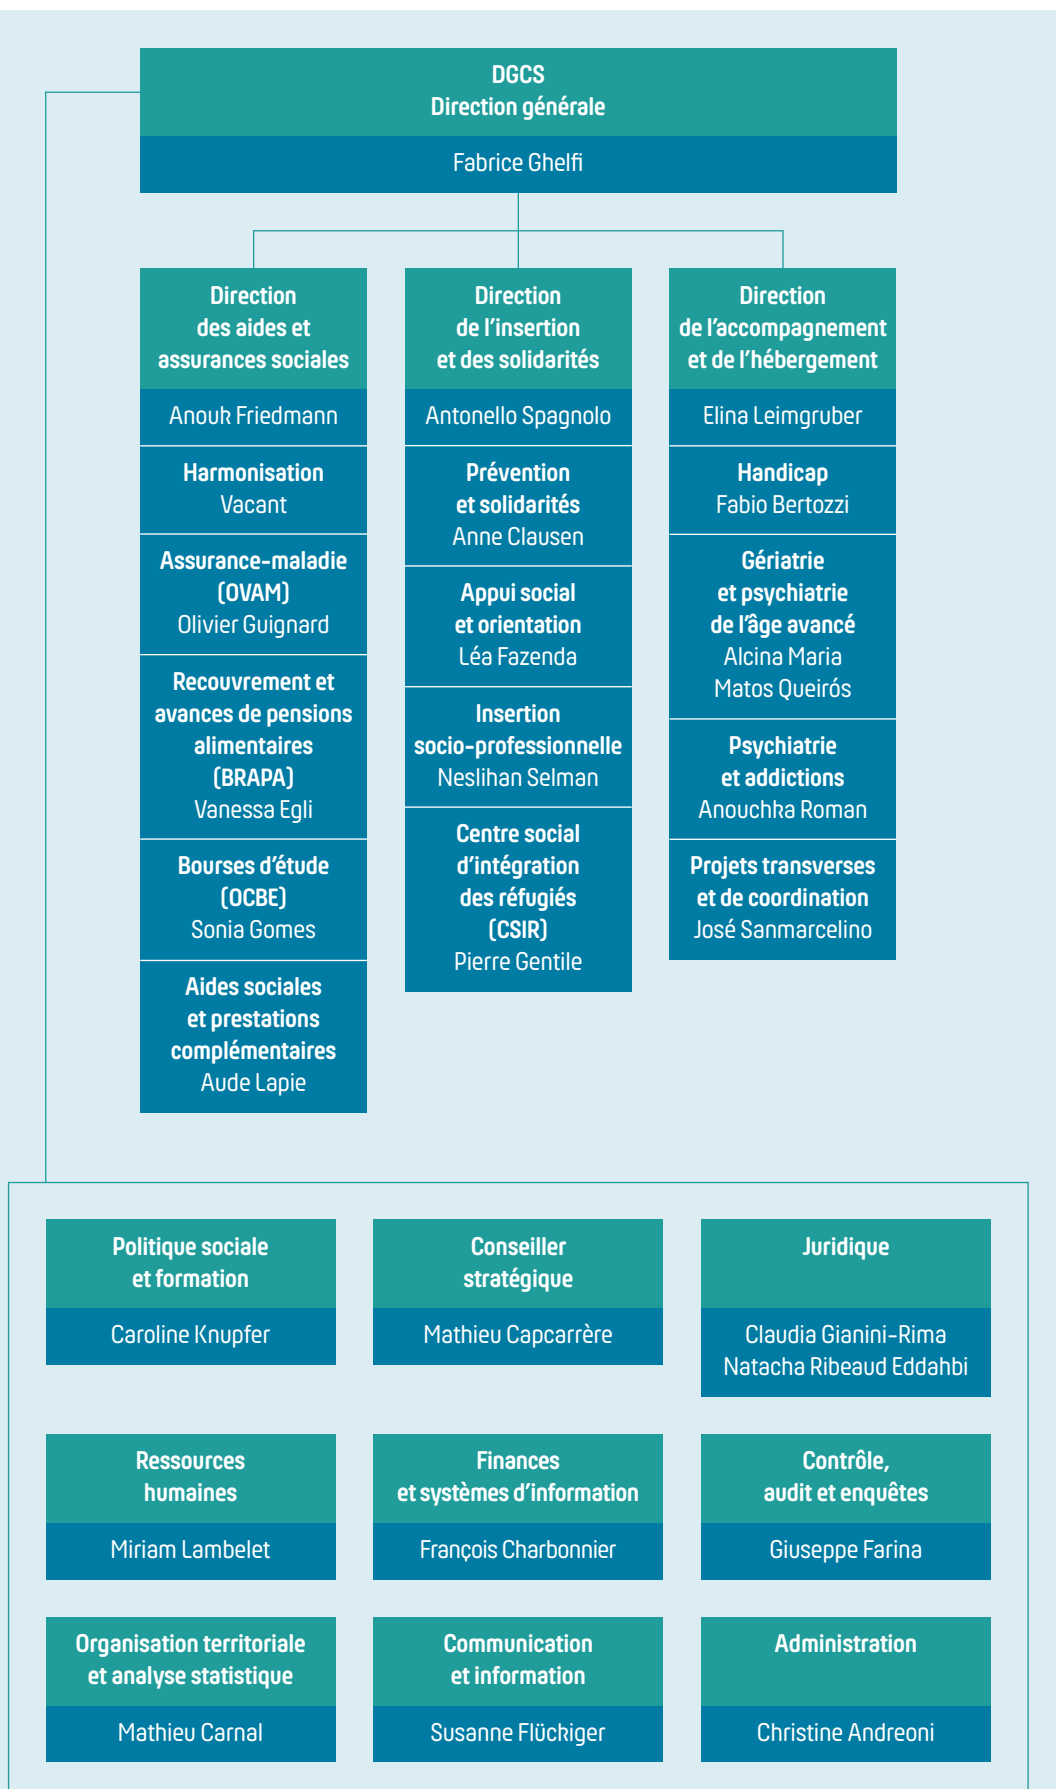 DGCS
Direction générale
Fabrice Ghelfi
Direction
des aides et
assurances sociales
Anouk Friedmann
Harmonisation
Vacant
Assurance-maladie
(OVAM)
Olivier Guignard
Recouvrement et
avances de pensions
alimentaires
(BRAPA)
Vanessa Egli
Bourses d’étude
(OCBE)
Sonia Gomes
Aides sociales
et prestations
complémentaires
Aude Lapie
Direction
de l’insertion
et des solidarités
Antonello Spagnolo
Prévention
et solidarités
Anne Clausen
Appui social
et orientation
Léa Fazenda
Insertion
socio-professionnelle
Neslihan Selman
Centre social
d’intégration
des réfugiés
(CSIR)
Pierre Gentile
Direction
de l’accompagnement
et de l’hébergement
Elina Leimgruber
Handicap
Fabio Bertozzi
Gériatrie
et psychiatrie
de l’âge avancé
Alcina Maria
Matos Queirós
Psychiatrie
et addictions
Anouchka Roman
Projets transverses
et de coordination
José Sanmarcelino
Politique sociale
et formation
Caroline Knupfer
Conseiller
stratégique
Mathieu Capcarrère
Juridique
Claudia Gianini-Rima
Natacha Ribeaud Eddahbi
Ressources
humaines
Miriam Lambelet
Finances
et systèmes d’information
François Charbonnier
Contrôle,
audit et enquêtes
Giuseppe Farina
Organisation territoriale
et analyse statistique
Mathieu Carnal
Communication
et information
Susanne Flückiger
Administration
Christine Andreoni